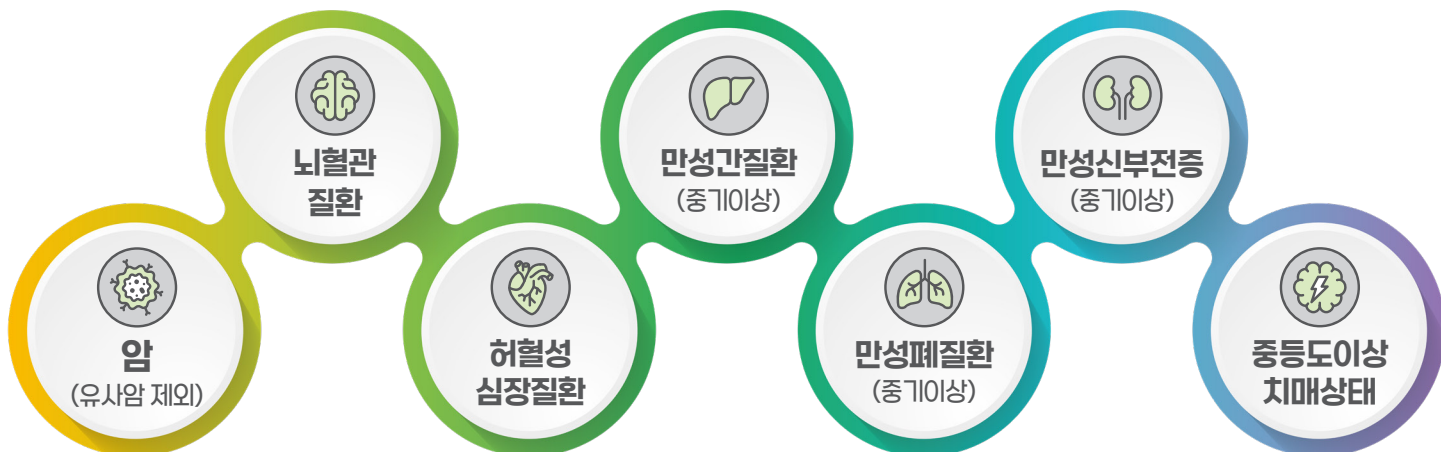 암
(유사암 제외)
뇌혈관
질환
허혈성
심장질환
만성간질환
(중기이상)
만성폐질환
(중기이상)
만성신부전증
(중기이상)
중등도이상
치매상태